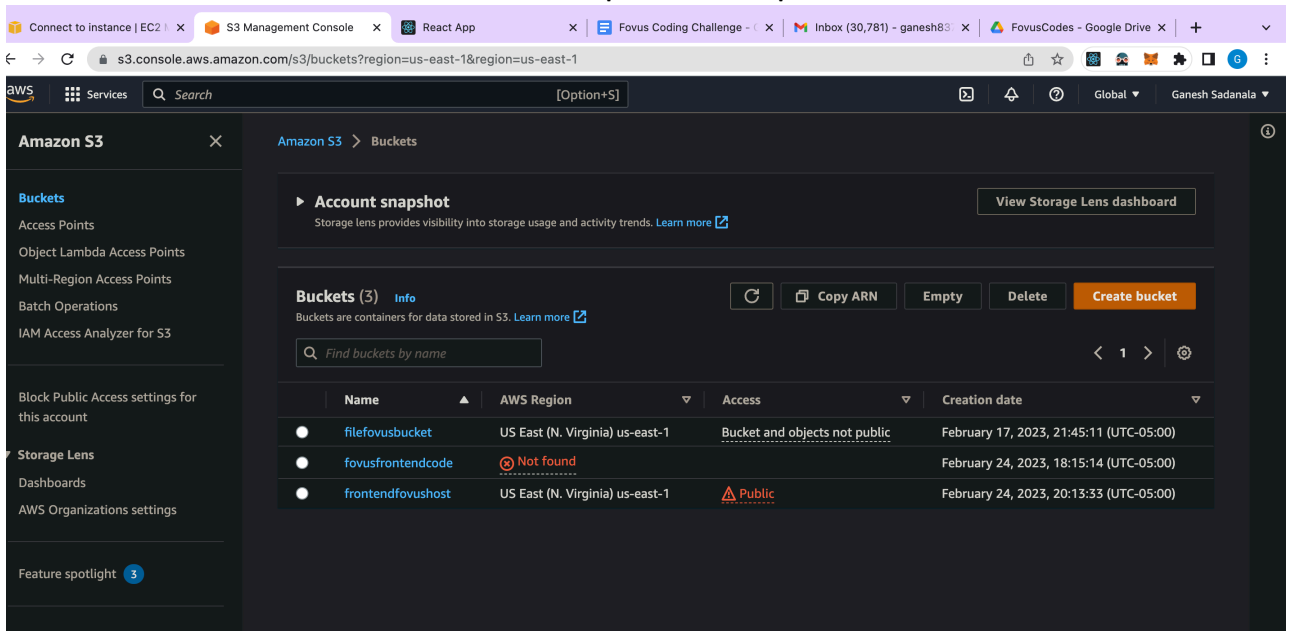 Connect to instance | EC2 M
S3 Management Console
React App
Fovus Coding Challenge - G
Inbox (30,781) - ganesh83
FovusCodes - Google Drive
s3.console.aws.amazon.com/s3/buckets?region=us-east-1&region=us-east-1
G
aws
Services
Search
[Option+S]
Global
Ganesh Sadanala
Amazon S3
Buckets
Access Points
Object Lambda Access Points
Multi-Region Access Points
Batch Operations
IAM Access Analyzer for S3
Block Public Access settings for
this account
Storage Lens
Dashboards
AWS Organizations settings
Feature spotlight 3
Amazon S3 > Buckets
Account snapshot
Storage lens provides visibility into storage usage and activity trends. Learn more
View Storage Lens dashboard
Buckets (3) Info
Buckets are containers for data stored in S3. Learn more
Copy ARN
Empty
Delete
Create bucket
Find buckets by name
1
Name AWS Region Access Creation date
filefovusbucket US East (N. Virginia) us-east-1 Bucket and objects not public February 17, 2023, 21:45:11 (UTC-05:00)
fovusfrontendcode Not found February 24, 2023, 18:15:14 (UTC-05:00)
frontendfovushost US East (N. Virginia) us-east-1 Public February 24, 2023, 20:13:33 (UTC-05:00)